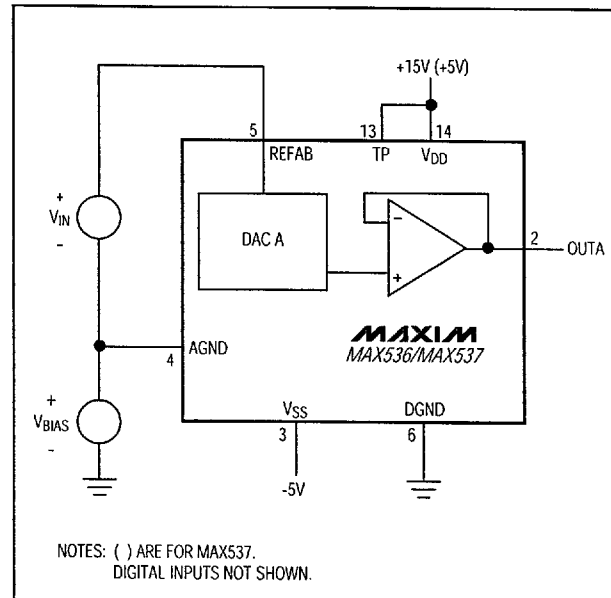 +15V (+5V)
5
REFAB
13
TP
14
VDD
+
VIN
-
DAC A
-
+
2
OUTA
MAXIM
MAX536/MAX537
4
AGND
+
VBIAS
-
VSS
3
-5V
DGND
6
NOTES: ( ) ARE FOR MAX537.
DIGITAL INPUTS NOT SHOWN.